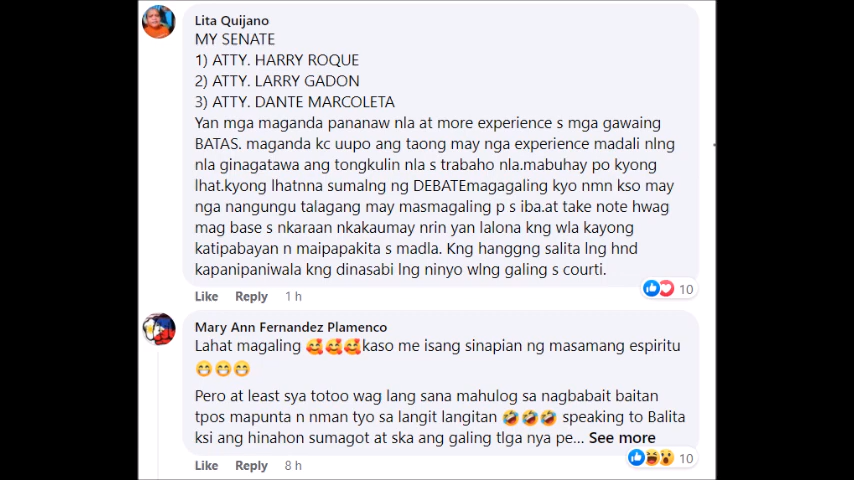 Lita Quijano
MY SENATE
1) ATTY. HARRY ROQUE
2) ATTY. LARRY GADON
3) ATTY. DANTE MARCOLETA
Yan mga maganda pananaw nla at more experience s mga gawaing
BATAS. maganda kc uupo ang taong may nga experience madali nlng
nla ginagatawa ang tongkulin nla s trabaho nla.mabuhay po kyong
lhat.kyong lhatnna sumalng ng DEBATEmagagaling kyo nmn kso may
nga nangungu talagang may masmagaling p s iba.at take note hwag
mag base s nkaraan nkakaumay nrin yan lalona kng wla kayong
katipabayan n maipapakita s madla. Kng hanggng salita lng hnd
kapanipaniwala kng dinasabi lng ninyo wlng galing s courti.
Like Reply 1 h 10
Mary Ann Fernandez Plamenco
Lahat magaling 🥰🥰🥰kaso me isang sinapian ng masamang espiritu
😁😁😁
Pero at least sya totoo wag lang sana mahulog sa nagbabait baitan
tpos mapunta n nman tyo sa langit langitan 🤣🤣🤣 speaking to Balita
ksi ang hinahon sumagot at ska ang galing tlga nya pe... See more
Like Reply 8 h 10